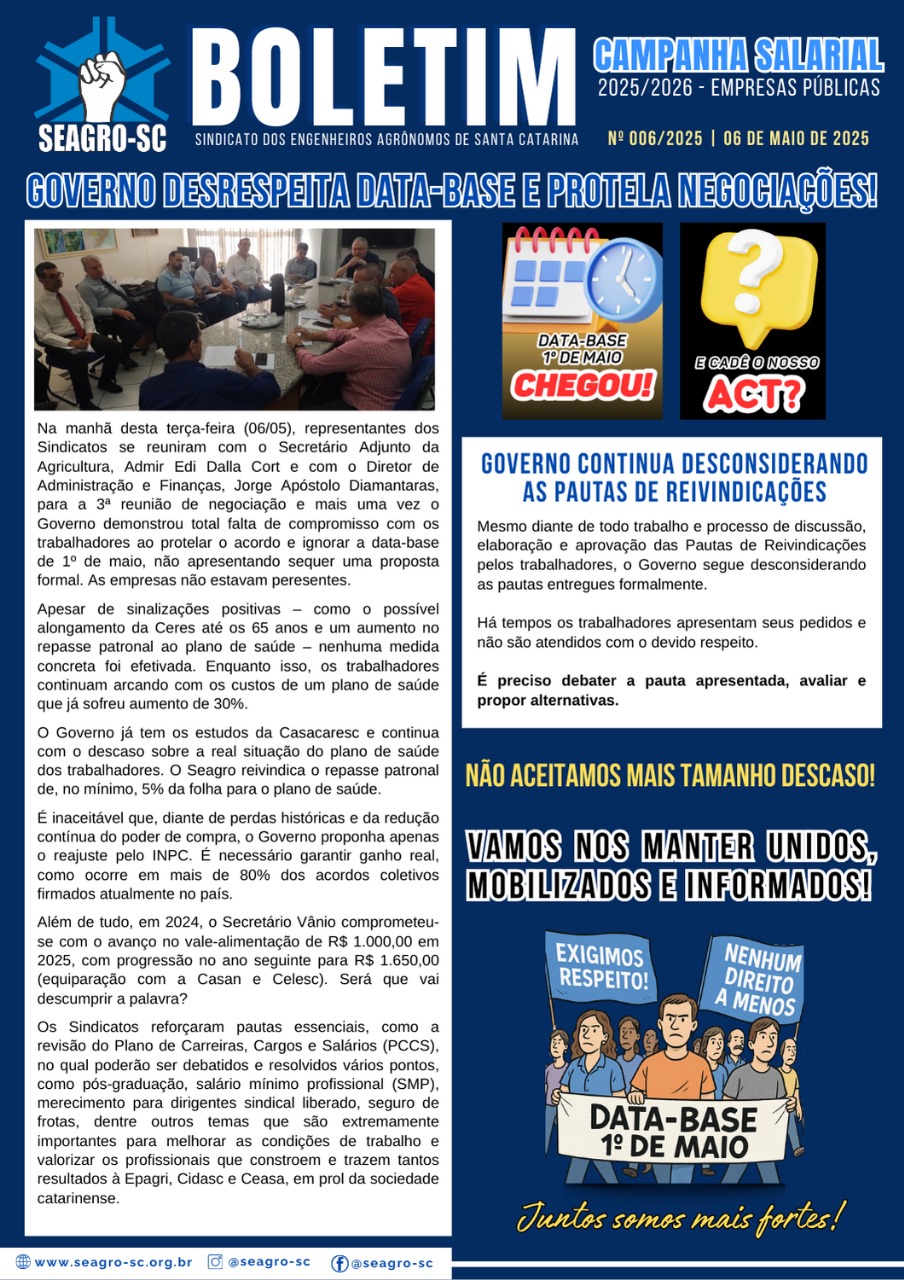 SEAGRO-SC
BOLETIM
SINDICATO DOS ENGENHEIROS AGRÔNOMOS DE SANTA CATARINA
CAMPANHA SALARIAL
2025/2026 - EMPRESAS PÚBLICAS
Nº 006/2025 | 06 DE MAIO DE 2025
GOVERNO DESRESPEITA DATA-BASE E PROTELA NEGOCIAÇÕES!
Na manhã desta terça-feira (06/05), representantes dos
Sindicatos se reuniram com o Secretário Adjunto da
Agricultura, Admir Edi Dalla Cort e com o Diretor de
Administração e Finanças, Jorge Apóstolo Diamantaras,
para a 3ª reunião de negociação e mais uma vez o
Governo demonstrou total falta de compromisso com os
trabalhadores ao protelar o acordo e ignorar a data-base
de 1º de maio, não apresentando sequer uma proposta
formal. As empresas não estavam peresentes.
Apesar de sinalizações positivas – como o possível
alongamento da Ceres até os 65 anos e um aumento no
repasse patronal ao plano de saúde – nenhuma medida
concreta foi efetivada. Enquanto isso, os trabalhadores
continuam arcando com os custos de um plano de saúde
que já sofreu aumento de 30%.
O Governo já tem os estudos da Casacaresc e continua
com o descaso sobre a real situação do plano de saúde
dos trabalhadores. O Seagro reivindica o repasse patronal
de, no mínimo, 5% da folha para o plano de saúde.
É inaceitável que, diante de perdas históricas e da redução
contínua do poder de compra, o Governo proponha apenas
o reajuste pelo INPC. É necessário garantir ganho real,
como ocorre em mais de 80% dos acordos coletivos
firmados atualmente no país.
Além de tudo, em 2024, o Secretário Vânio comprometeu-
se com o avanço no vale-alimentação de R$ 1.000,00 em
2025, com progressão no ano seguinte para R$ 1.650,00
(equiparação com a Casan e Celesc). Será que vai
descumprir a palavra?
Os Sindicatos reforçaram pautas essenciais, como a
revisão do Plano de Carreiras, Cargos e Salários (PCCS),
no qual poderão ser debatidos e resolvidos vários pontos,
como pós-graduação, salário mínimo profissional (SMP),
merecimento para dirigentes sindical liberado, seguro de
frotas, dentre outros temas que são extremamente
importantes para melhorar as condições de trabalho e
valorizar os profissionais que constroem e trazem tantos
resultados à Epagri, Cidasc e Ceasa, em prol da sociedade
catarinense.
DATA-BASE
1º DE MAIO
CHEGOU!
?
E CADÊ O NOSSO
ACT?
GOVERNO CONTINUA DESCONSIDERANDO
AS PAUTAS DE REIVINDICAÇÕES
Mesmo diante de todo trabalho e processo de discussão,
elaboração e aprovação das Pautas de Reivindicações
pelos trabalhadores, o Governo segue desconsiderando
as pautas entregues formalmente.
Há tempos os trabalhadores apresentam seus pedidos e
não são atendidos com o devido respeito.
É preciso debater a pauta apresentada, avaliar e
propor alternativas.
NÃO ACEITAMOS MAIS TAMANHO DESCASO!
VAMOS NOS MANTER UNIDOS,
MOBILIZADOS E INFORMADOS!
EXIGIMOS
RESPEITO!
NENHUM
DIREITO
A MENOS
DATA-BASE
1º DE MAIO
Juntos somos mais fortes!
www.seagro-sc.org.br
@seagro-sc
@seagro-sc